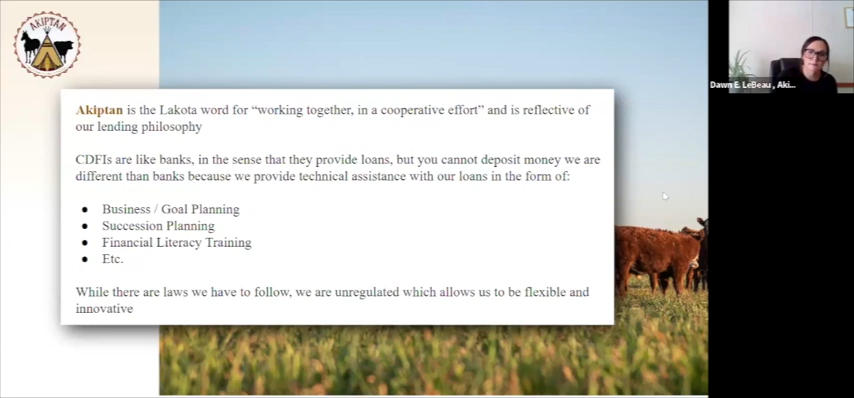 AKIPTAN
Akiptan is the Lakota word for “working together, in a cooperative effort” and is reflective of
our lending philosophy
CDFIs are like banks, in the sense that they provide loans, but you cannot deposit money we are
different than banks because we provide technical assistance with our loans in the form of:
● Business / Goal Planning
● Succession Planning
● Financial Literacy Training
● Etc.
While there are laws we have to follow, we are unregulated which allows us to be flexible and
innovative
Dawn E. LeBeau , Aki...